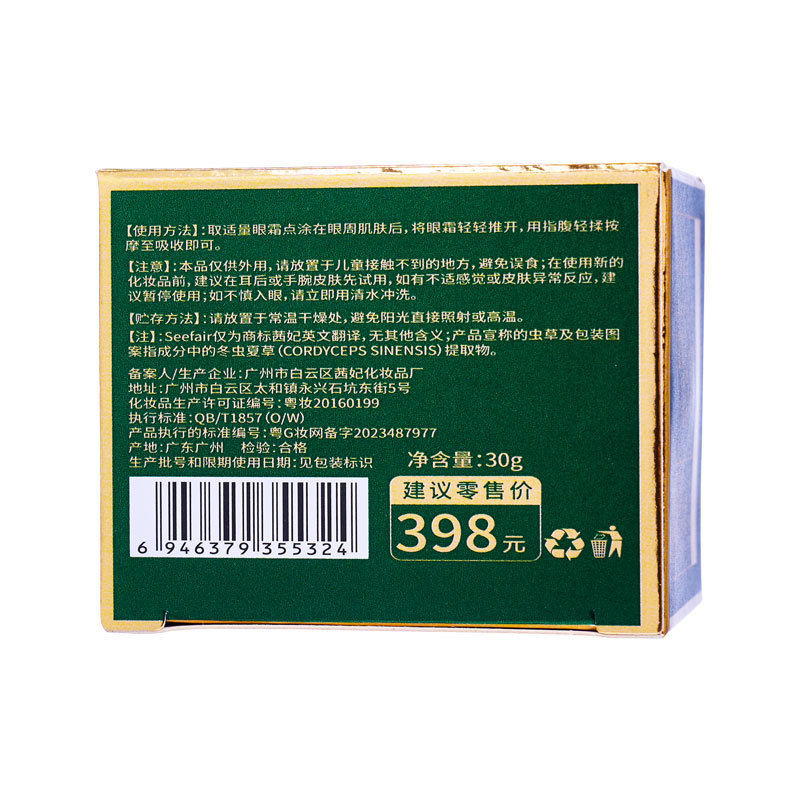 【使用方法】：取适量眼霜点涂在眼周肌肤后，将眼霜轻轻推开，用指腹轻揉按
摩至吸收即可。
【注意】：本品仅供外用，请放置于儿童接触不到的地方，避免误食；在使用新的
化妆品前，建议在耳后或手腕皮肤先试用，如有不适感觉或皮肤异常反应，建
议暂停使用；如不慎入眼，请立即用清水冲洗。
【贮存方法】：请放置于常温干燥处，避免阳光直接照射或高温。
【注】：Seefair仅为商标茜妃英文翻译，无其他含义；产品宣称的虫草及包装图
案指成分中的冬虫夏草（CORDYCEPS SINENSIS）提取物。
备案人/生产企业：广州市白云区茜妃化妆品厂
地址：广州市白云区太和镇永兴石坑东街5号
化妆品生产许可证编号：粤妆20160199
执行标准：QB/T1857（O/W）
产品执行的标准编号：粤G妆网备字2023487977
产地：广东广州 检验：合格
生产批号和限期使用日期：见包装标识
净含量：30g
建议零售价
398元
6 946379 355324